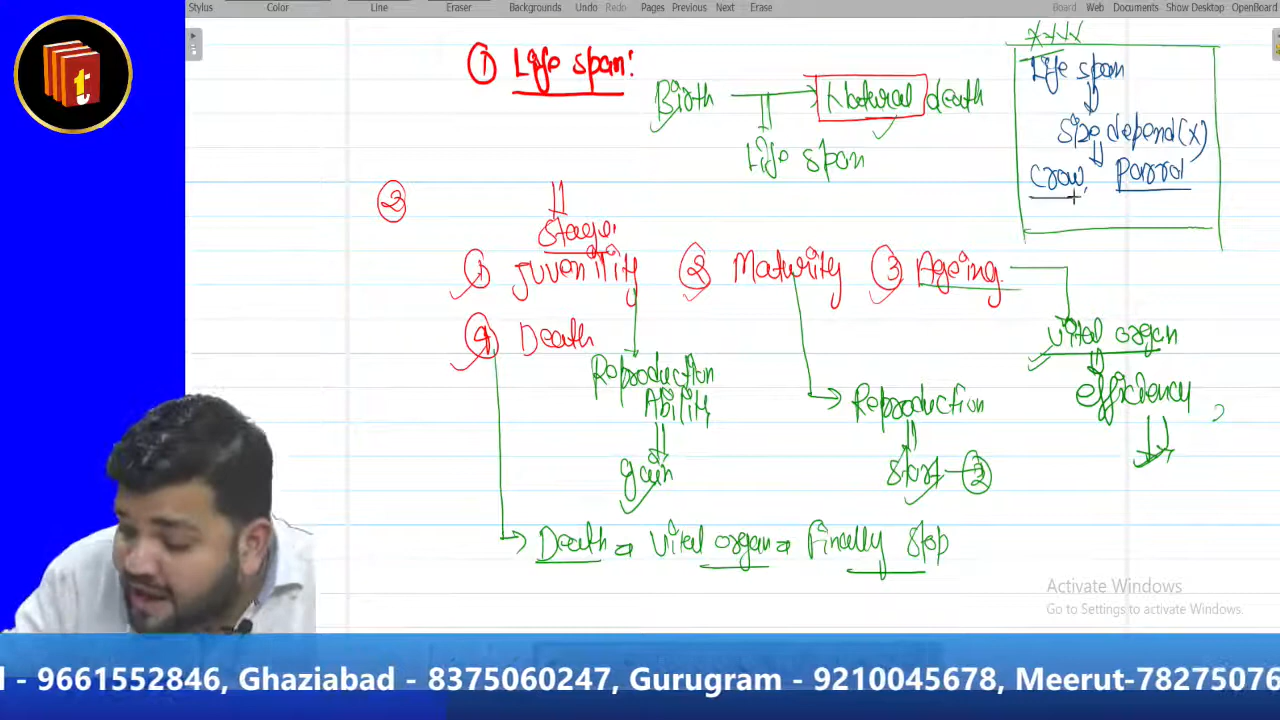 Stylus Color Line Eraser Backgrounds Undo Redo Pages Previous Next Erase Board Web Documents Show Desktop OpenBoard
① Life span:
Birth → Natural death
Life span
Life span
Size depend (x)
Crow, Parrot
②
Stage:
① Juvenility ② Maturity ③ Ageing
④ Death
Vital organ
efficiency
Reproduction
Ability
gain
Reproduction
Start - ②
Death = Vital organ = Finally Stop
Activate Windows
Go to Settings to activate Windows.
t
- 9661552846, Ghaziabad - 8375060247, Gurugram - 9210045678, Meerut-78275076